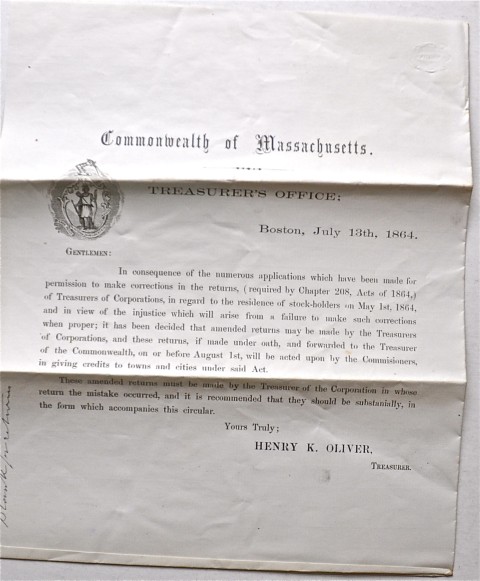 Commonwealth of Massachusetts.
TREASURER'S OFFICE;
Boston, July 13th, 1864.
GENTLEMEN:
In consequence of the numerous applications which have been made for
permission to make corrections in the returns, (required by Chapter 208, Acts of 1864,)
of Treasurers of Corporations, in regard to the residence of stock-holders on May 1st, 1864,
and in view of the injustice which will arise from a failure to make such corrections
when proper; it has been decided that amended returns may be made by the Treasurers
of Corporations, and these returns, if made under oath, and forwarded to the Treasurer
of the Commonwealth, on or before August 1st, will be acted upon by the Commisioners,
in giving credits to towns and cities under said Act.
These amended returns must be made by the Treasurer of the Corporation in whose
return the mistake occurred, and it is recommended that they should be substanially, in
the form which accompanies this circular.
Yours Truly;
HENRY K. OLIVER,
TREASURER.